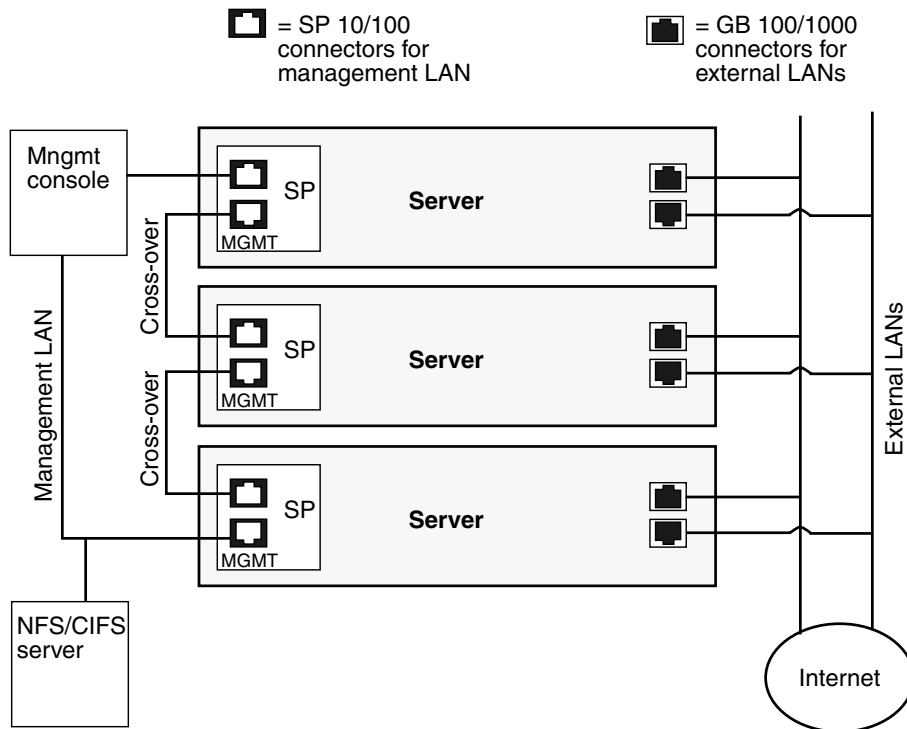 = SP 10/100
connectors for
management LAN
= GB 100/1000
connectors for
external LANs
Mngmt
console
SP
MGMT
Server
Cross-over
SP
MGMT
Server
Cross-over
SP
MGMT
Server
Management LAN
External LANs
NFS/CIFS
server
Internet